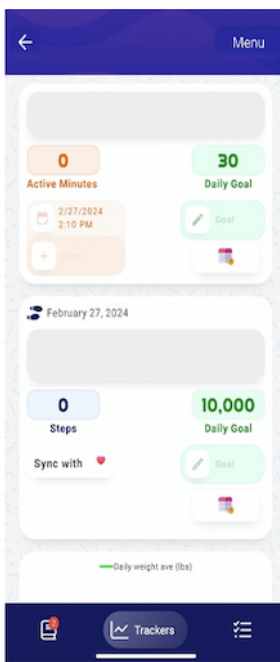 Menu
0
Active Minutes
30
Daily Goal
2/27/2024
2:10 PM
Goal
February 27, 2024
0
Steps
10,000
Daily Goal
Sync with
Goal
Daily weight ave (lbs)
2
Trackers